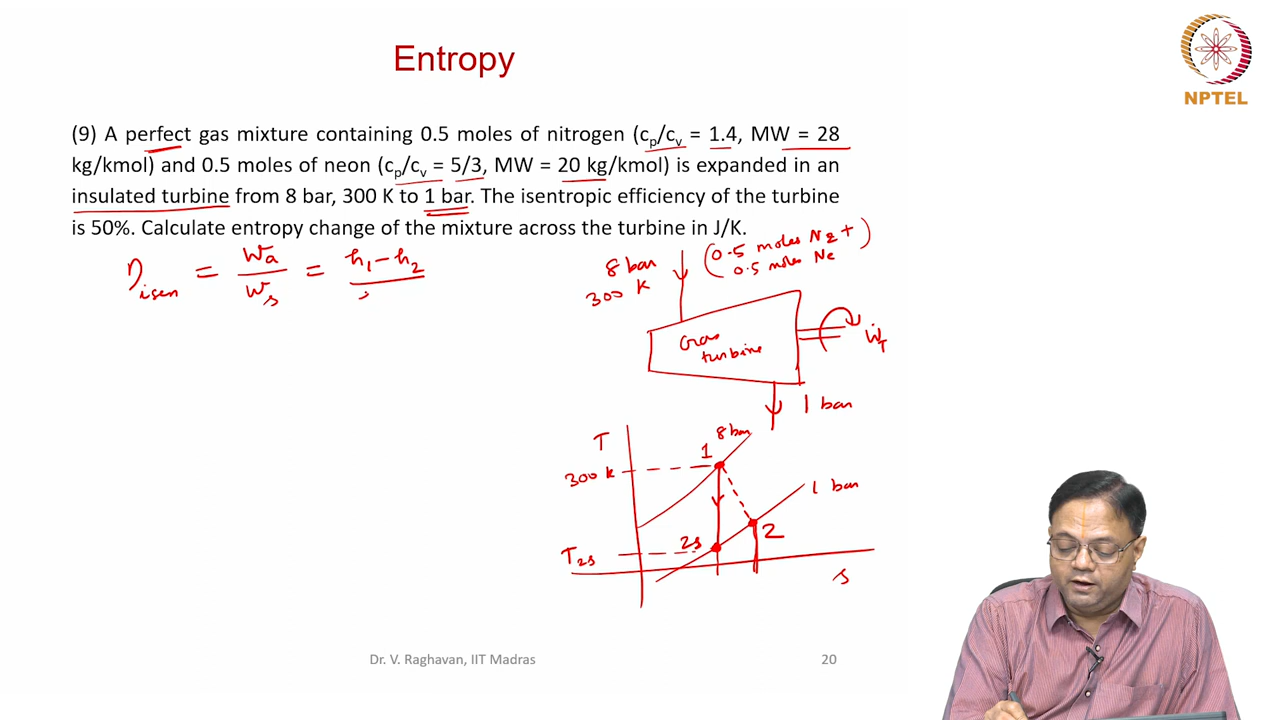 Entropy
NPTEL
(9) A perfect gas mixture containing 0.5 moles of nitrogen (cp/cv = 1.4, MW = 28
kg/kmol) and 0.5 moles of neon (cp/cv = 5/3, MW = 20 kg/kmol) is expanded in an
insulated turbine from 8 bar, 300 K to 1 bar. The isentropic efficiency of the turbine
is 50%. Calculate entropy change of the mixture across the turbine in J/K.
ηisen = Wa/Ws = h1-h2
8 bar
300 K
(0.5 moles N2 +
0.5 moles Ne)
Gas
turbine
ẆT
1 bar
T
8 bar
1
300 K
1 bar
2
2s
T2s
s
Dr. V. Raghavan, IIT Madras
20